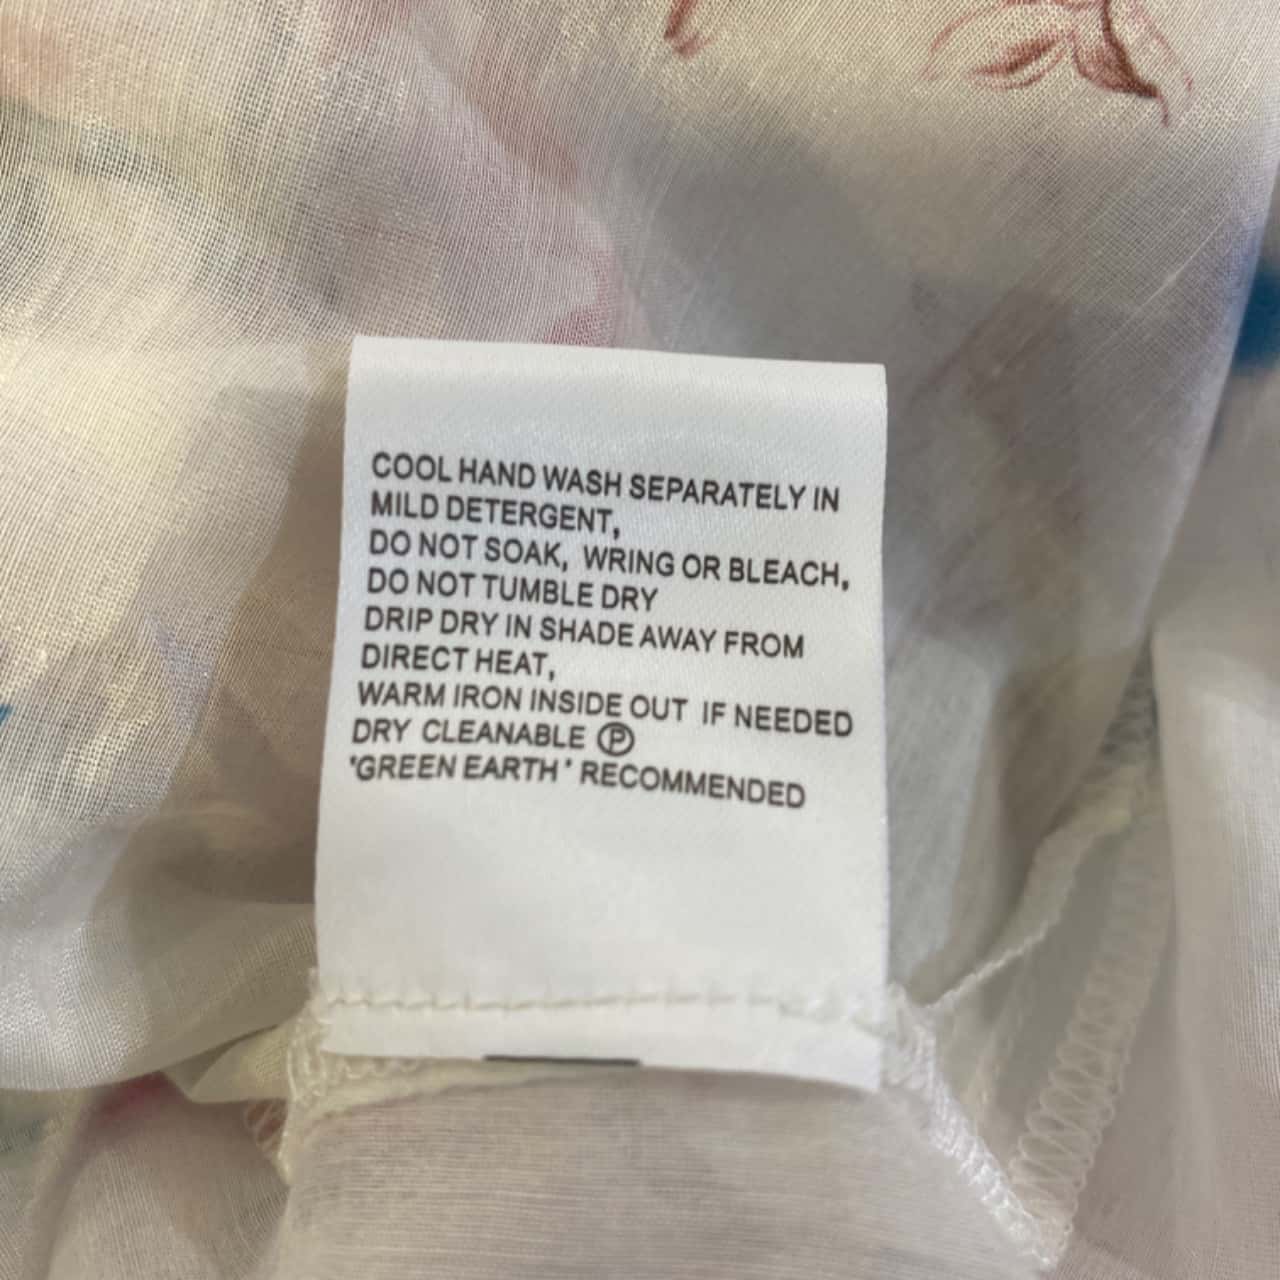 COOL HAND WASH SEPARATELY IN
MILD DETERGENT,
DO NOT SOAK, WRING OR BLEACH,
DO NOT TUMBLE DRY
DRIP DRY IN SHADE AWAY FROM
DIRECT HEAT,
WARM IRON INSIDE OUT IF NEEDED
DRY CLEANABLE Ⓟ
'GREEN EARTH' RECOMMENDED